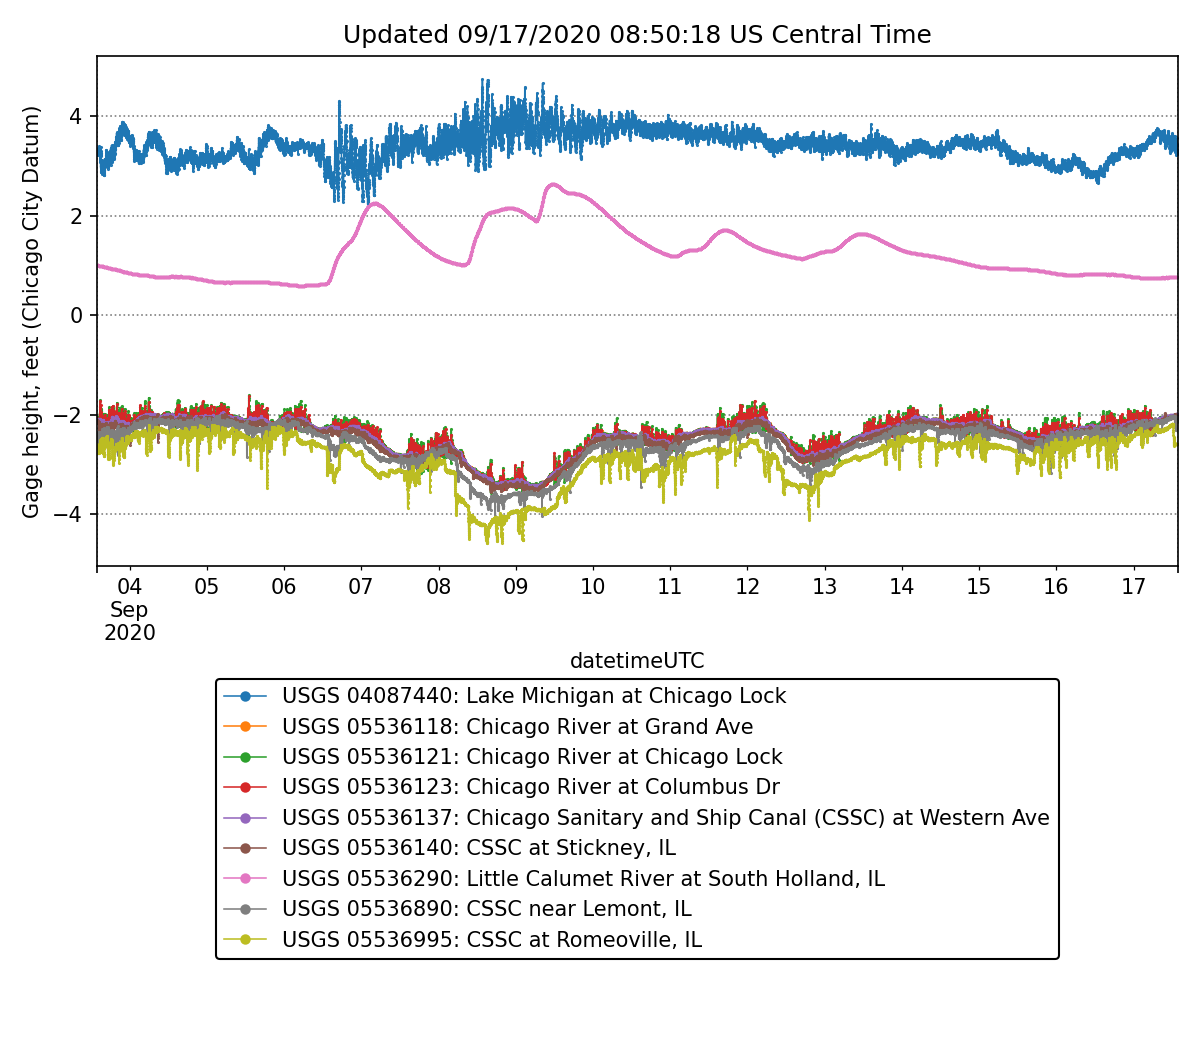 Updated 09/17/2020 08:50:18 US Central Time
Gage height, feet (Chicago City Datum)
4
2
0
−2
−4
04 05 06 07 08 09 10 11 12 13 14 15 16 17
Sep
2020
datetimeUTC
USGS 04087440: Lake Michigan at Chicago Lock
USGS 05536118: Chicago River at Grand Ave
USGS 05536121: Chicago River at Chicago Lock
USGS 05536123: Chicago River at Columbus Dr
USGS 05536137: Chicago Sanitary and Ship Canal (CSSC) at Western Ave
USGS 05536140: CSSC at Stickney, IL
USGS 05536290: Little Calumet River at South Holland, IL
USGS 05536890: CSSC near Lemont, IL
USGS 05536995: CSSC at Romeoville, IL